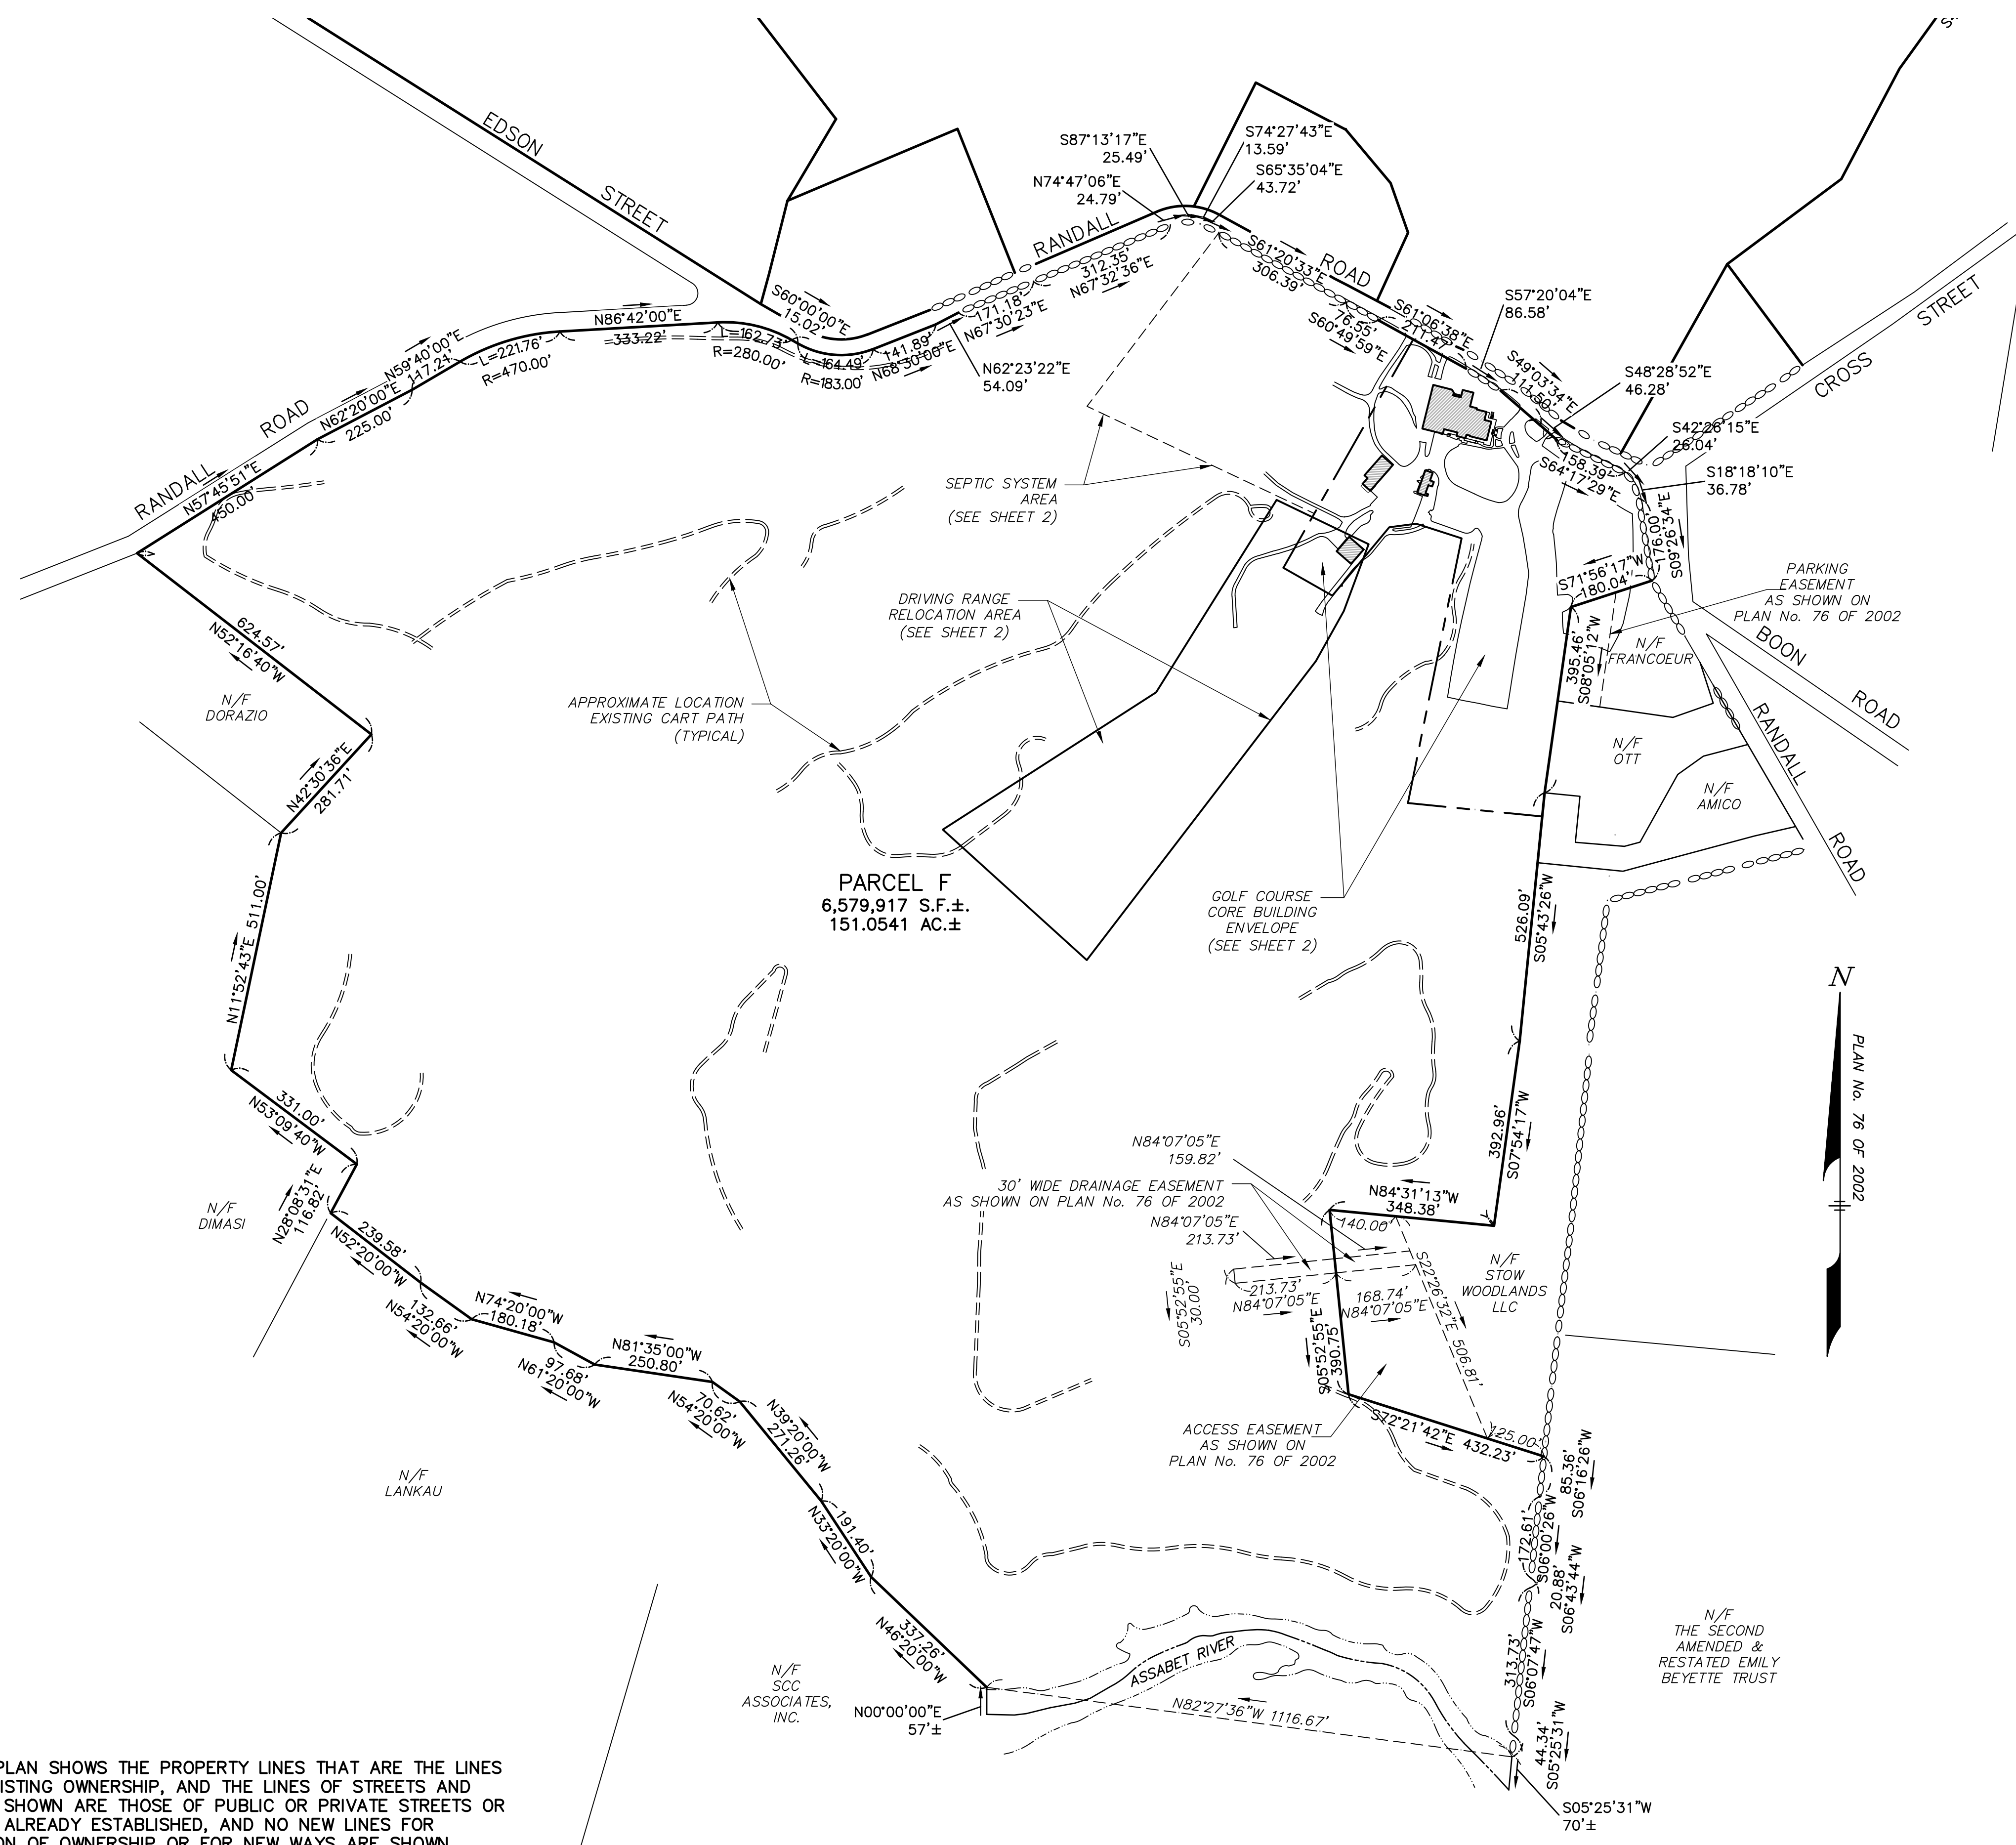 EDSON
STREET
S87°13'17"E
25.49'
S74°27'43"E
13.59'
N74°47'06"E
24.79'
S65°35'04"E
43.72'
RANDALL
ROAD
312.35'
N67°32'36"E
171.18'
N67°30'23"E
S61°20'33"E
306.39'
76.55'
S60°49'59"E
S61°06'38"E
211.47'
S57°20'04"E
86.58'
S49°03'34"E
111.50'
S48°28'52"E
46.28'
S42°26'15"E
26.04'
S18°18'10"E
36.78'
158.39'
S64°17'29"E
176.00'
S09°26'34"E
CROSS
STREET
S60°00'00"E
15.02'
N86°42'00"E
333.22'
L=162.73'
R=280.00'
L=164.49'
R=183.00'
141.89'
N68°30'00"E
N62°23'22"E
54.09'
N59°40'00"E
117.21'
L=221.76'
R=470.00'
N62°20'00"E
225.00'
RANDALL
ROAD
N57°45'51"E
450.00'
SEPTIC SYSTEM
AREA
(SEE SHEET 2)
DRIVING RANGE
RELOCATION AREA
(SEE SHEET 2)
APPROXIMATE LOCATION
EXISTING CART PATH
(TYPICAL)
S71°56'17"W
180.04'
PARKING
EASEMENT
AS SHOWN ON
PLAN No. 76 OF 2002
395.46'
S08°05'12"W
N/F
FRANCOEUR
BOON
ROAD
RANDALL
ROAD
N/F
OTT
N/F
AMICO
624.57'
N52°16'40"W
N/F
DORAZIO
N42°30'36"E
281.71'
N11°52'43"E 511.00'
PARCEL F
6,579,917 S.F.±.
151.0541 AC.±
GOLF COURSE
CORE BUILDING
ENVELOPE
(SEE SHEET 2)
526.09'
S05°43'26"W
N
PLAN No. 76 OF 2002
331.00'
N53°09'40"W
N28°08'31"E
116.82'
N/F
DIMASI
239.58'
N52°20'00"W
132.66'
N54°20'00"W
N74°20'00"W
180.18'
97.68'
N61°20'00"W
N81°35'00"W
250.80'
70.62'
N54°20'00"W
N39°20'00"W
271.26'
191.40'
N33°20'00"W
337.26'
N46°20'00"W
392.96'
S07°54'17"W
N84°07'05"E
159.82'
30' WIDE DRAINAGE EASEMENT
AS SHOWN ON PLAN No. 76 OF 2002
N84°07'05"E
213.73'
N84°31'13"W
348.38'
140.00'
S05°52'55"E
30.00'
213.73'
N84°07'05"E
168.74'
N84°07'05"E
S22°26'32"E 506.81'
N/F
STOW
WOODLANDS
LLC
S05°52'55"E
390.75'
ACCESS EASEMENT
AS SHOWN ON
PLAN No. 76 OF 2002
S72°21'42"E 432.23'
125.00'
85.36'
S06°16'26"W
172.61'
S06°00'26"W
20.88'
S06°43'44"W
313.73'
S06°07'47"W
44.34'
S05°25'31"W
S05°25'31"W
70'±
N/F
LANKAU
N/F
SCC
ASSOCIATES,
INC.
N00°00'00"E
57'±
ASSABET RIVER
N82°27'36"W 1116.67'
N/F
THE SECOND
AMENDED &
RESTATED EMILY
BEYETTE TRUST
PLAN SHOWS THE PROPERTY LINES THAT ARE THE LINES
ISTING OWNERSHIP, AND THE LINES OF STREETS AND
SHOWN ARE THOSE OF PUBLIC OR PRIVATE STREETS OR
ALREADY ESTABLISHED, AND NO NEW LINES FOR
ON OF OWNERSHIP OR FOR NEW WAYS ARE SHOWN